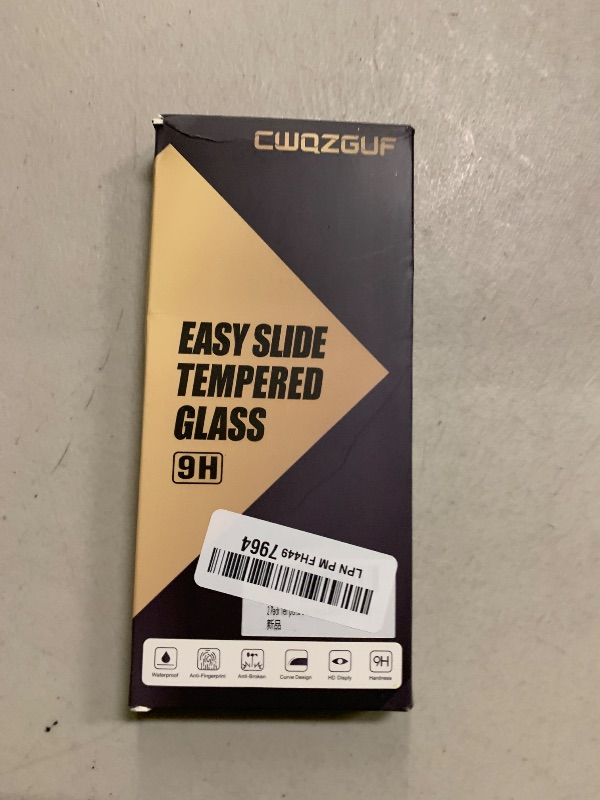 CWQZGUF
EASY SLIDE
TEMPERED
GLASS
9H
LPN PM FH449 7964
新品
Waterproof
Anti-Fingerprint
Anti-Broken
Curve Design
HD Disply
9H
Hardness